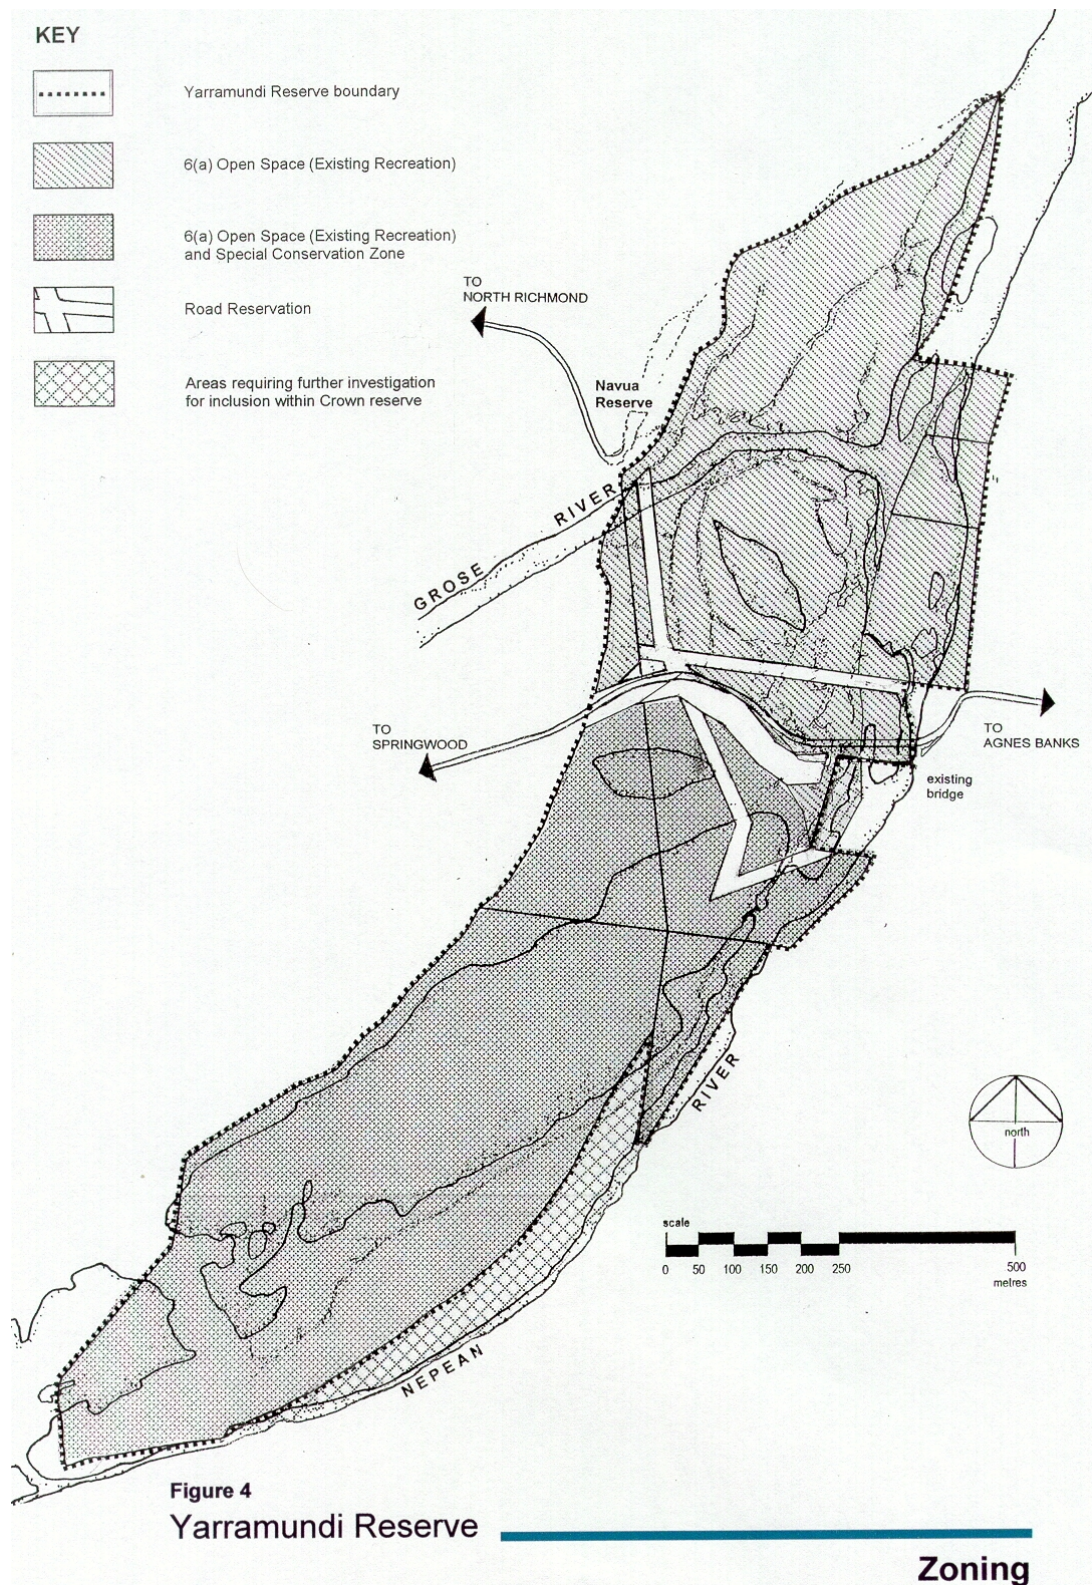 KEY
Yarramundi Reserve boundary
6(a) Open Space (Existing Recreation)
6(a) Open Space (Existing Recreation)
and Special Conservation Zone
Road Reservation
Areas requiring further investigation
for inclusion within Crown reserve
TO
NORTH RICHMOND
Navua
Reserve
GROSE RIVER
TO
SPRINGWOOD
TO
AGNES BANKS
existing
bridge
NEPEAN RIVER
north
scale
0 50 100 150 200 250 500
metres
Figure 4
Yarramundi Reserve
Zoning